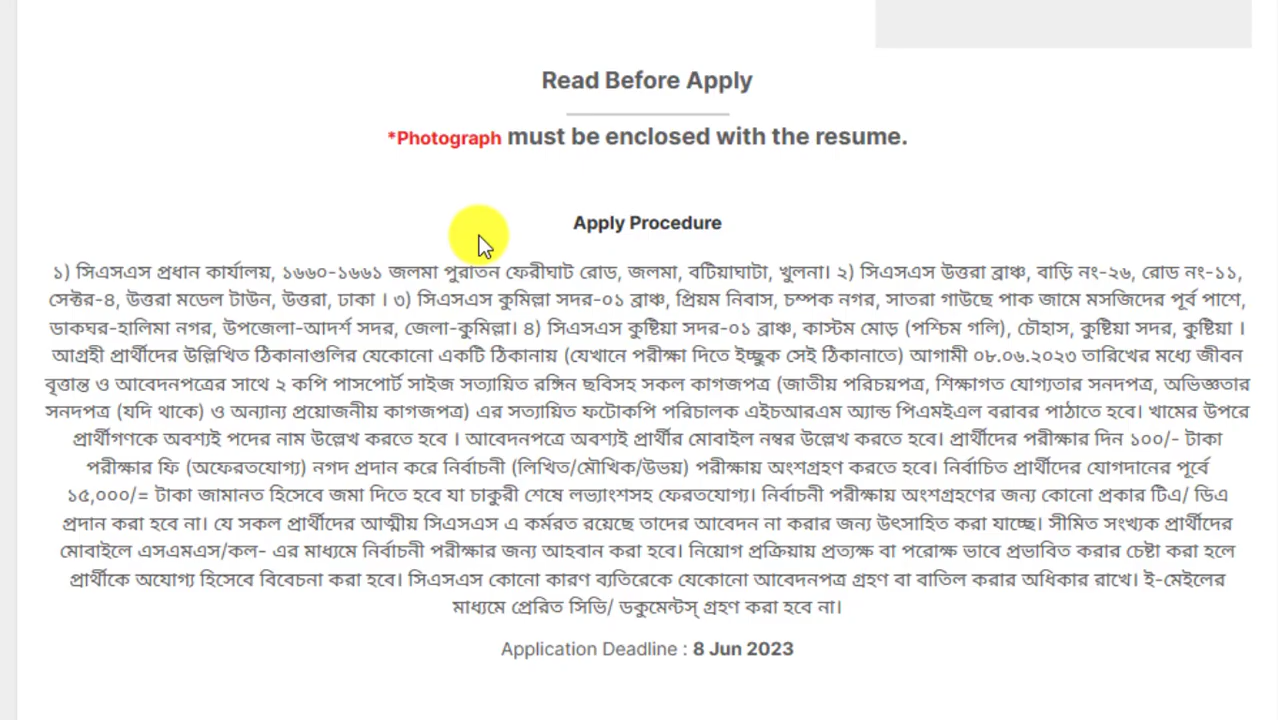 Read Before Apply
*Photograph must be enclosed with the resume.
Apply Procedure
১) সিএসএস প্রধান কার্যালয়, ১৬৬০-১৬৬১ জলমা পুরাতন ফেরীঘাট রোড, জলমা, বটিয়াঘাটা, খুলনা। ২) সিএসএস উত্তরা ব্রাঞ্চ, বাড়ি নং-২৬, রোড নং-১১,
সেক্টর-৪, উত্তরা মডেল টাউন, উত্তরা, ঢাকা । ৩) সিএসএস কুমিল্লা সদর-০১ ব্রাঞ্চ, প্রিয়ম নিবাস, চম্পক নগর, সাতরা গাউছে পাক জামে মসজিদের পূর্ব পাশে,
ডাকঘর-হালিমা নগর, উপজেলা-আদর্শ সদর, জেলা-কুমিল্লা। ৪) সিএসএস কুষ্টিয়া সদর-০১ ব্রাঞ্চ, কাস্টম মোড় (পশ্চিম গলি), চৌহাস, কুষ্টিয়া সদর, কুষ্টিয়া ।
আগ্রহী প্রার্থীদের উল্লিখিত ঠিকানাগুলির যেকোনো একটি ঠিকানায় (যেখানে পরীক্ষা দিতে ইচ্ছুক সেই ঠিকানাতে) আগামী ০৮.০৬.২০২৩ তারিখের মধ্যে জীবন
বৃত্তান্ত ও আবেদনপত্রের সাথে ২ কপি পাসপোর্ট সাইজ সত্যায়িত রঙ্গিন ছবিসহ সকল কাগজপত্র (জাতীয় পরিচয়পত্র, শিক্ষাগত যোগ্যতার সনদপত্র, অভিজ্ঞতার
সনদপত্র (যদি থাকে) ও অন্যান্য প্রয়োজনীয় কাগজপত্র) এর সত্যায়িত ফটোকপি পরিচালক এইচআরএম অ্যান্ড পিএমইএল বরাবর পাঠাতে হবে। খামের উপরে
প্রার্থীগণকে অবশ্যই পদের নাম উল্লেখ করতে হবে । আবেদনপত্রে অবশ্যই প্রার্থীর মোবাইল নম্বর উল্লেখ করতে হবে। প্রার্থীদের পরীক্ষার দিন ১০০/- টাকা
পরীক্ষার ফি (অফেরতযোগ্য) নগদ প্রদান করে নির্বাচনী (লিখিত/মৌখিক/উভয়) পরীক্ষায় অংশগ্রহণ করতে হবে। নির্বাচিত প্রার্থীদের যোগদানের পূর্বে
১৫,০০০/= টাকা জামানত হিসেবে জমা দিতে হবে যা চাকুরী শেষে লভ্যাংশসহ ফেরতযোগ্য। নির্বাচনী পরীক্ষায় অংশগ্রহণের জন্য কোনো প্রকার টিএ/ ডিএ
প্রদান করা হবে না। যে সকল প্রার্থীদের আত্মীয় সিএসএস এ কর্মরত রয়েছে তাদের আবেদন না করার জন্য উৎসাহিত করা যাচ্ছে। সীমিত সংখ্যক প্রার্থীদের
মোবাইলে এসএমএস/কল- এর মাধ্যমে নির্বাচনী পরীক্ষার জন্য আহবান করা হবে। নিয়োগ প্রক্রিয়ায় প্রত্যক্ষ বা পরোক্ষ ভাবে প্রভাবিত করার চেষ্টা করা হলে
প্রার্থীকে অযোগ্য হিসেবে বিবেচনা করা হবে। সিএসএস কোনো কারণ ব্যতিরেকে যেকোনো আবেদনপত্র গ্রহণ বা বাতিল করার অধিকার রাখে। ই-মেইলের
মাধ্যমে প্রেরিত সিভি/ ডকুমেন্টস্ গ্রহণ করা হবে না।
Application Deadline : 8 Jun 2023